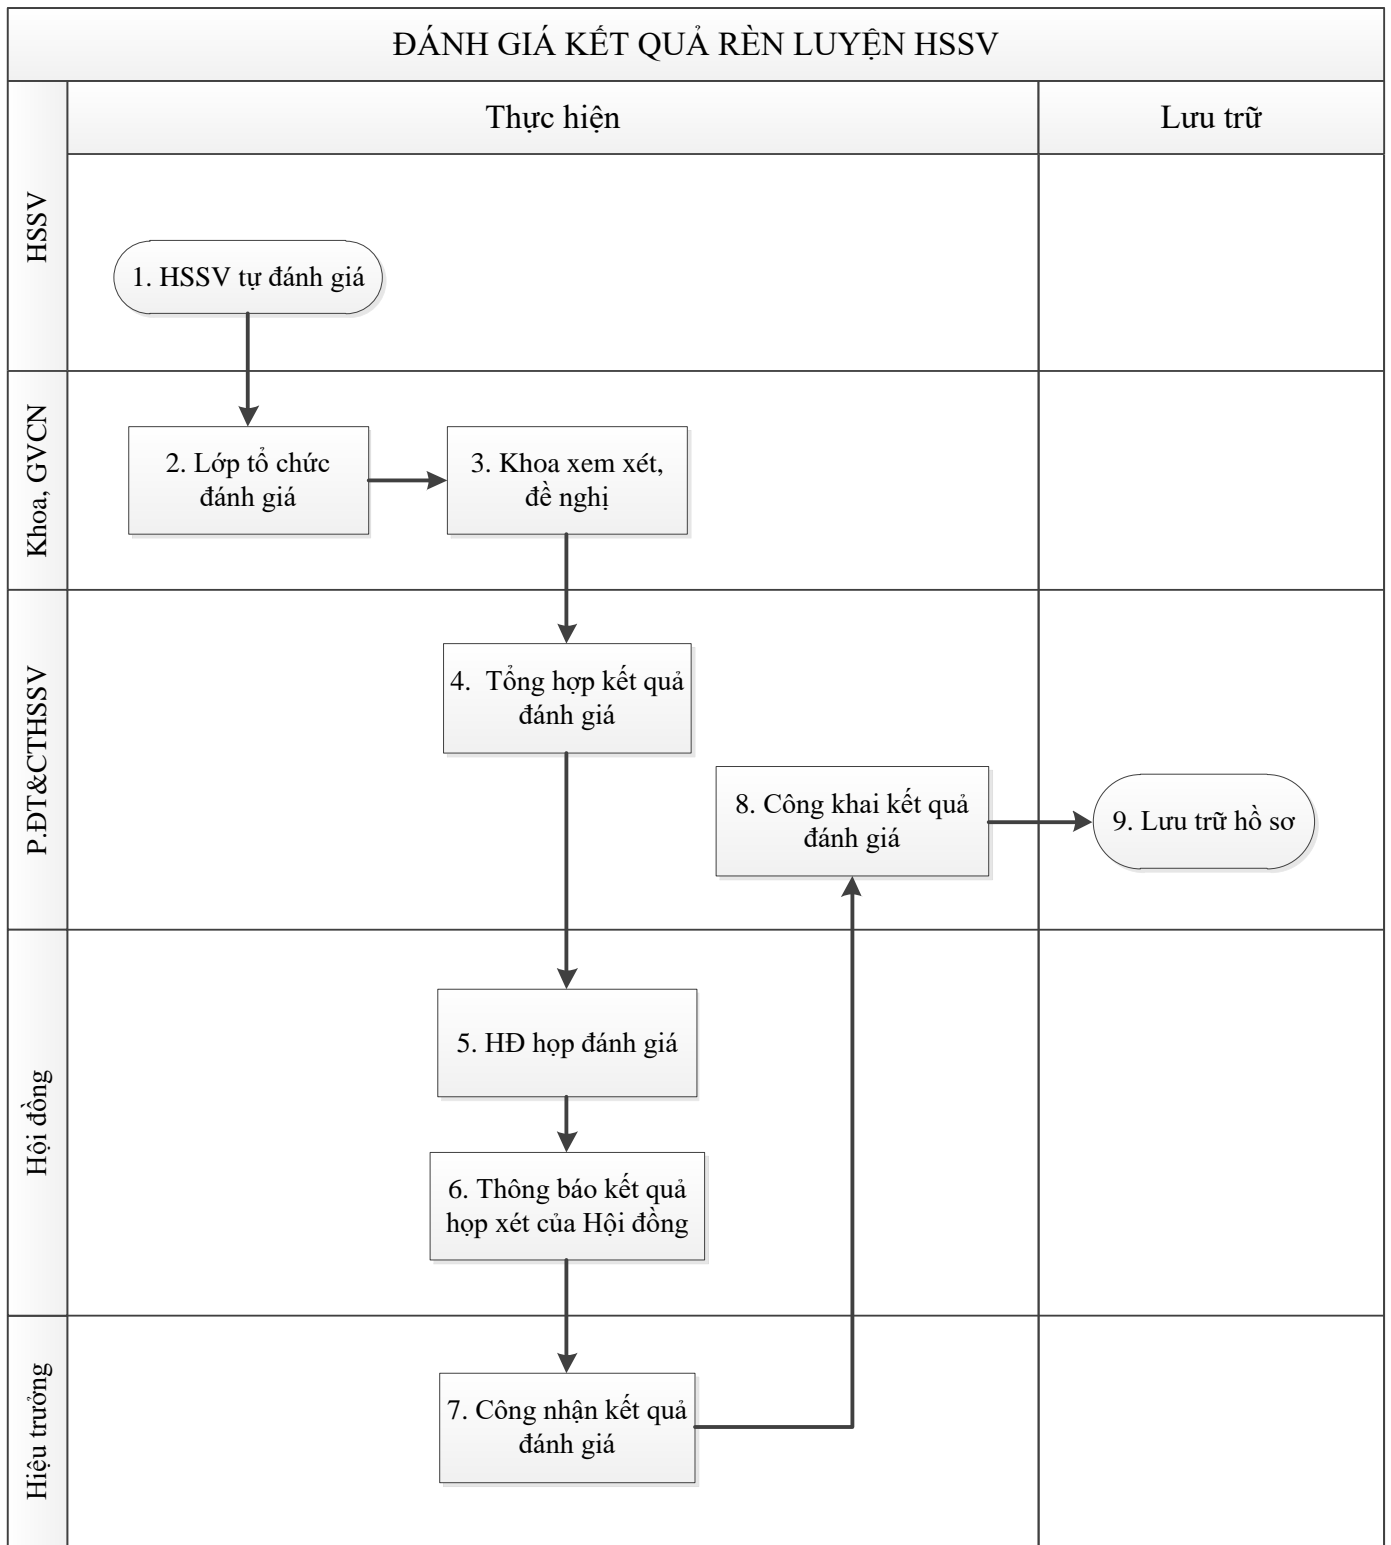 ĐÁNH GIÁ KẾT QUẢ RÈN LUYỆN HSSV
Thực hiện
Lưu trữ
HSSV
1. HSSV tự đánh giá
Khoa, GVCN
2. Lớp tổ chức
đánh giá
3. Khoa xem xét,
đề nghị
P.ĐT&CTHSSV
4. Tổng hợp kết quả
đánh giá
8. Công khai kết quả
đánh giá
9. Lưu trữ hồ sơ
Hội đồng
5. HĐ họp đánh giá
6. Thông báo kết quả
họp xét của Hội đồng
Hiệu trưởng
7. Công nhận kết quả
đánh giá